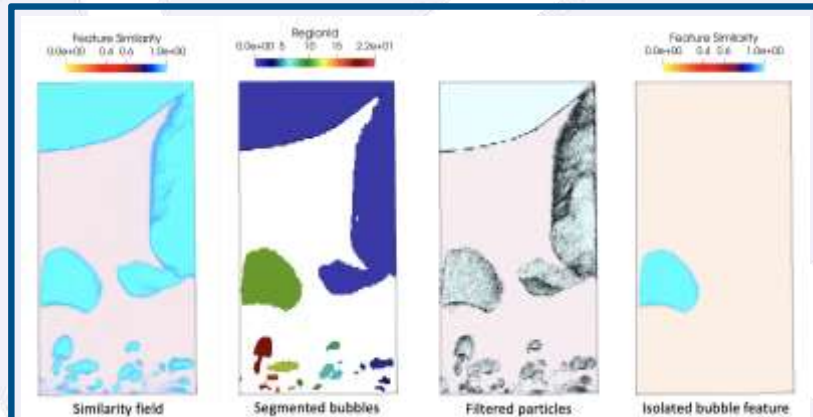 Feature Similarity
0.0e+00 0.4 0.6 1.0e+00
RegionId
0.0e+00 5 10 15 2.2e+01
Feature Similarity
0.0e+00 0.4 0.6 1.0e+00
Similarity field
Segmented bubbles
Filtered particles
Isolated bubble feature